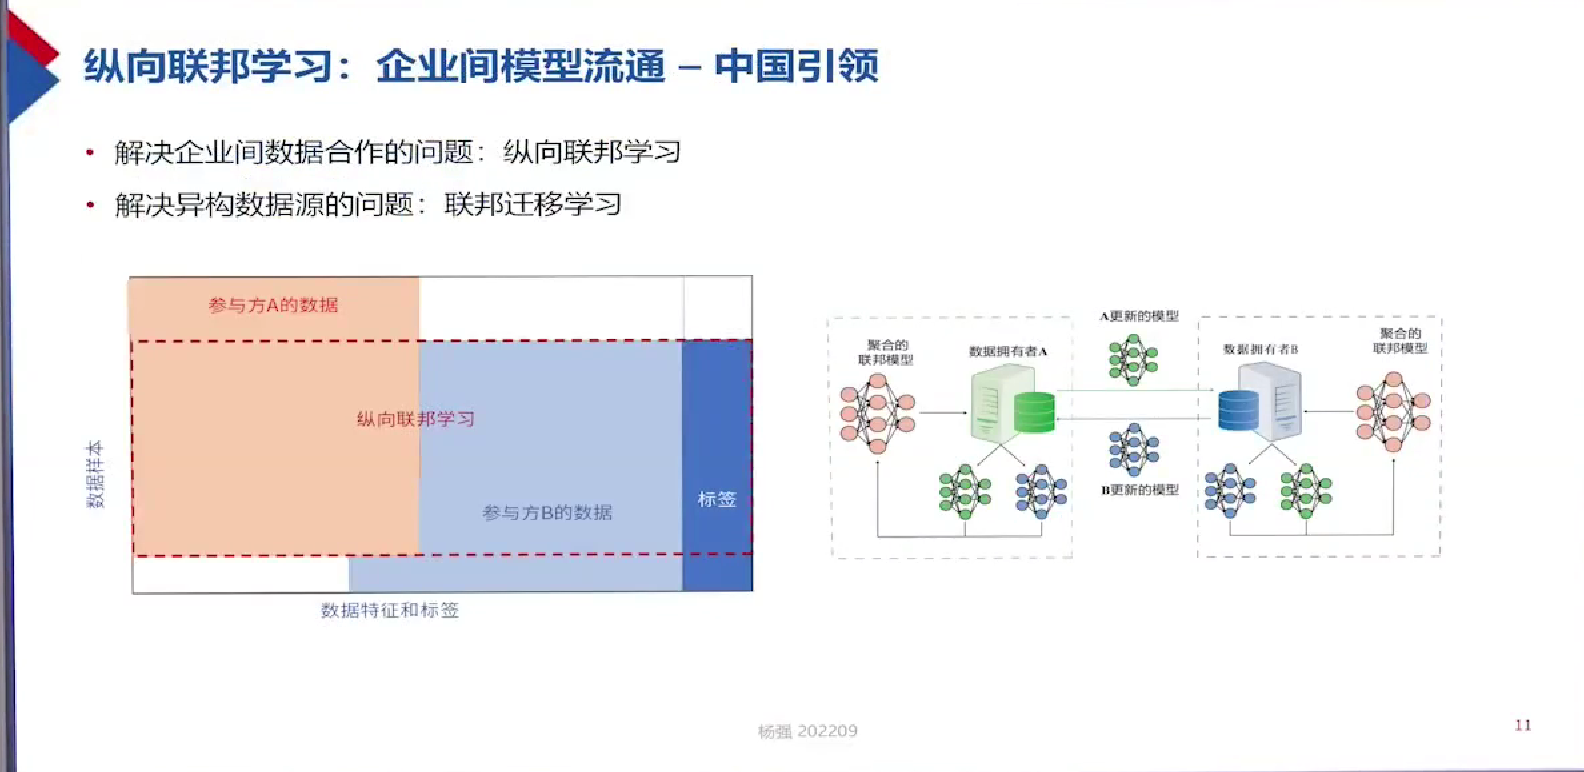 纵向联邦学习：企业间模型流通 – 中国引领
• 解决企业间数据合作的问题：纵向联邦学习
• 解决异构数据源的问题：联邦迁移学习
参与方A的数据
纵向联邦学习
参与方B的数据
标签
数据样本
数据特征和标签
A更新的模型
聚合的
联邦模型
数据拥有者A
数据拥有者B
聚合的
联邦模型
B更新的模型
杨强 202209
11